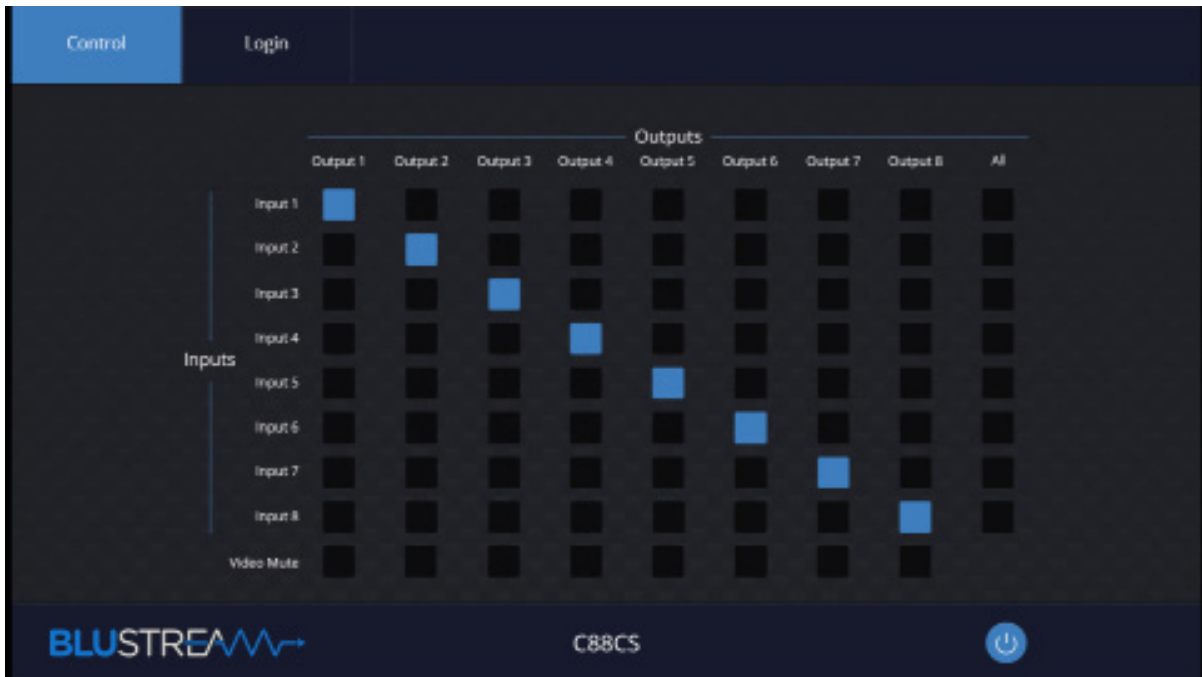 Control Login
Outputs
Output 1 Output 2 Output 3 Output 4 Output 5 Output 6 Output 7 Output 8 All
Input 1
Input 2
Input 3
Input 4
Inputs
Input 5
Input 6
Input 7
Input 8
Video Mute
BLUSTREAM C88CS